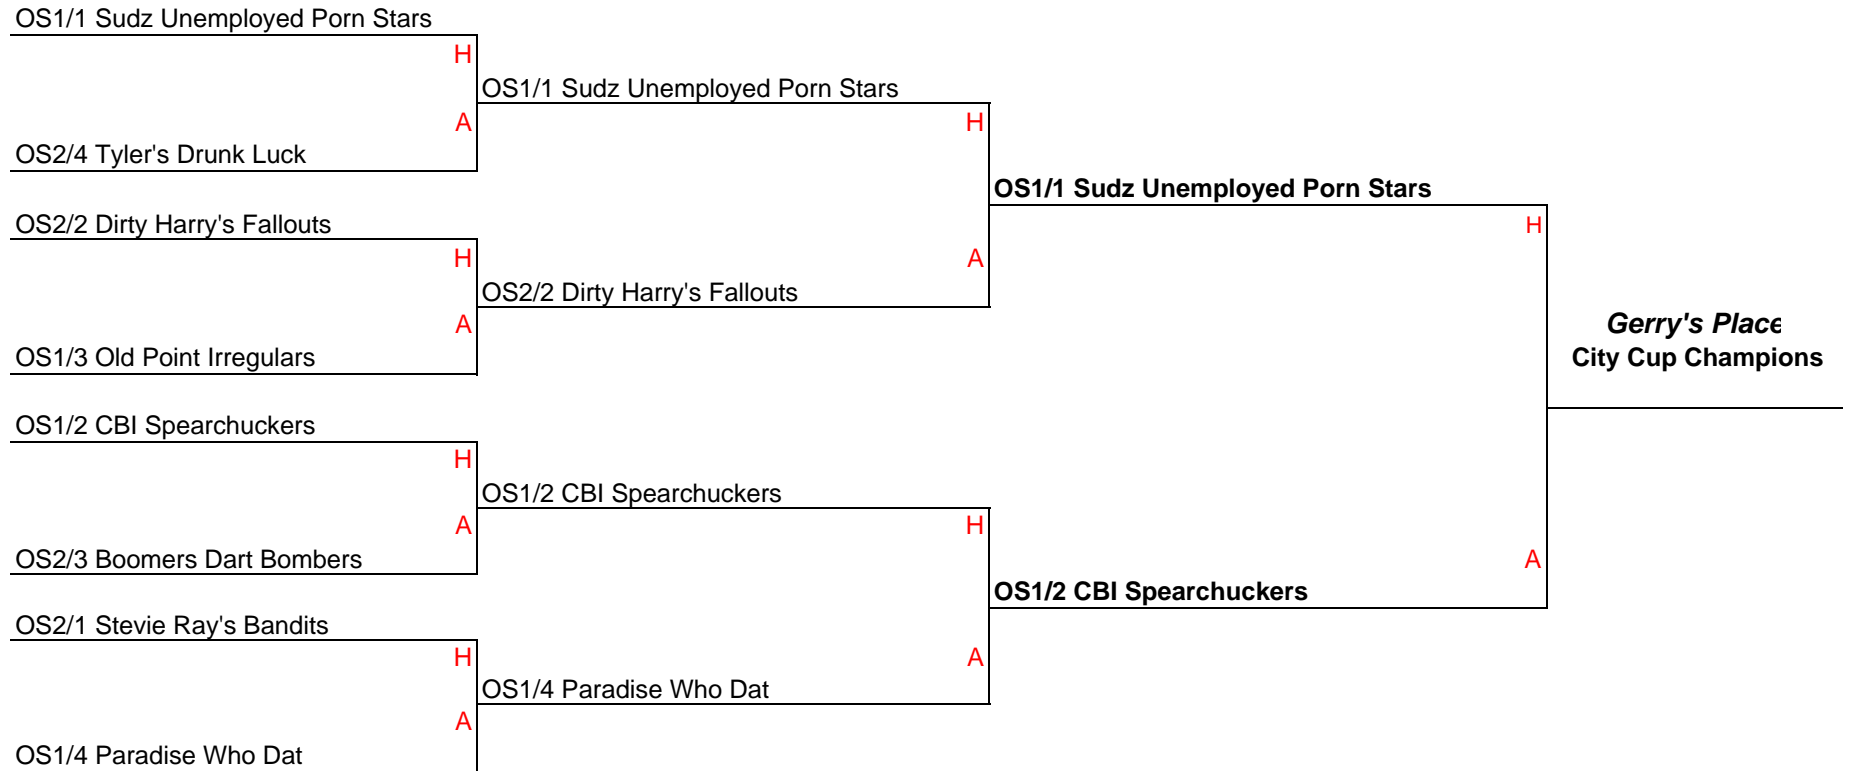 OS1/1 Sudz Unemployed Porn Stars
H
OS1/1 Sudz Unemployed Porn Stars
A
H
OS2/4 Tyler's Drunk Luck
OS1/1 Sudz Unemployed Porn Stars
OS2/2 Dirty Harry's Fallouts
H
H
A
OS2/2 Dirty Harry's Fallouts
A
Gerry's Place
OS1/3 Old Point Irregulars
City Cup Champions
OS1/2 CBI Spearchuckers
H
OS1/2 CBI Spearchuckers
A
H
OS2/3 Boomers Dart Bombers
A
OS1/2 CBI Spearchuckers
OS2/1 Stevie Ray's Bandits
H
A
OS1/4 Paradise Who Dat
A
OS1/4 Paradise Who Dat